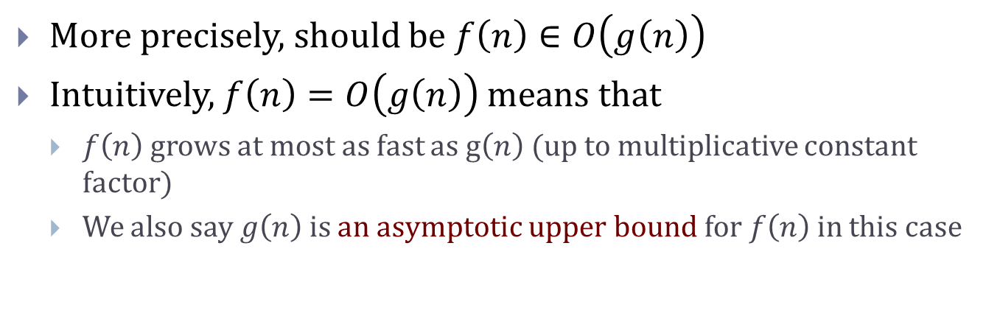 More precisely, should be f(n) ∈ O(g(n))
Intuitively, f(n) = O(g(n)) means that
f(n) grows at most as fast as g(n) (up to multiplicative constant
factor)
We also say g(n) is an asymptotic upper bound for f(n) in this case